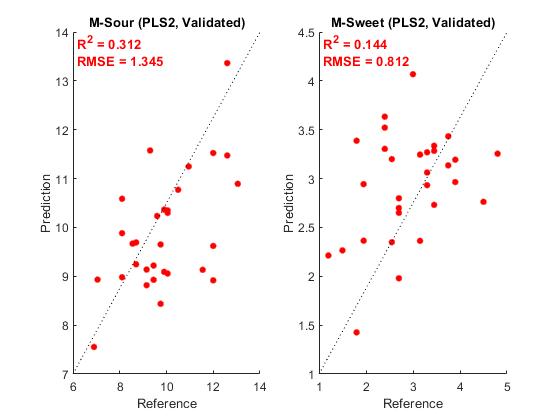 M-Sour (PLS2, Validated)
R² = 0.312
RMSE = 1.345
14
13
12
11
10
9
8
7
Prediction
6
8
10
12
14
Reference
M-Sweet (PLS2, Validated)
R² = 0.144
RMSE = 0.812
4.5
4
3.5
3
2.5
2
1.5
1
Prediction
1
2
3
4
5
Reference